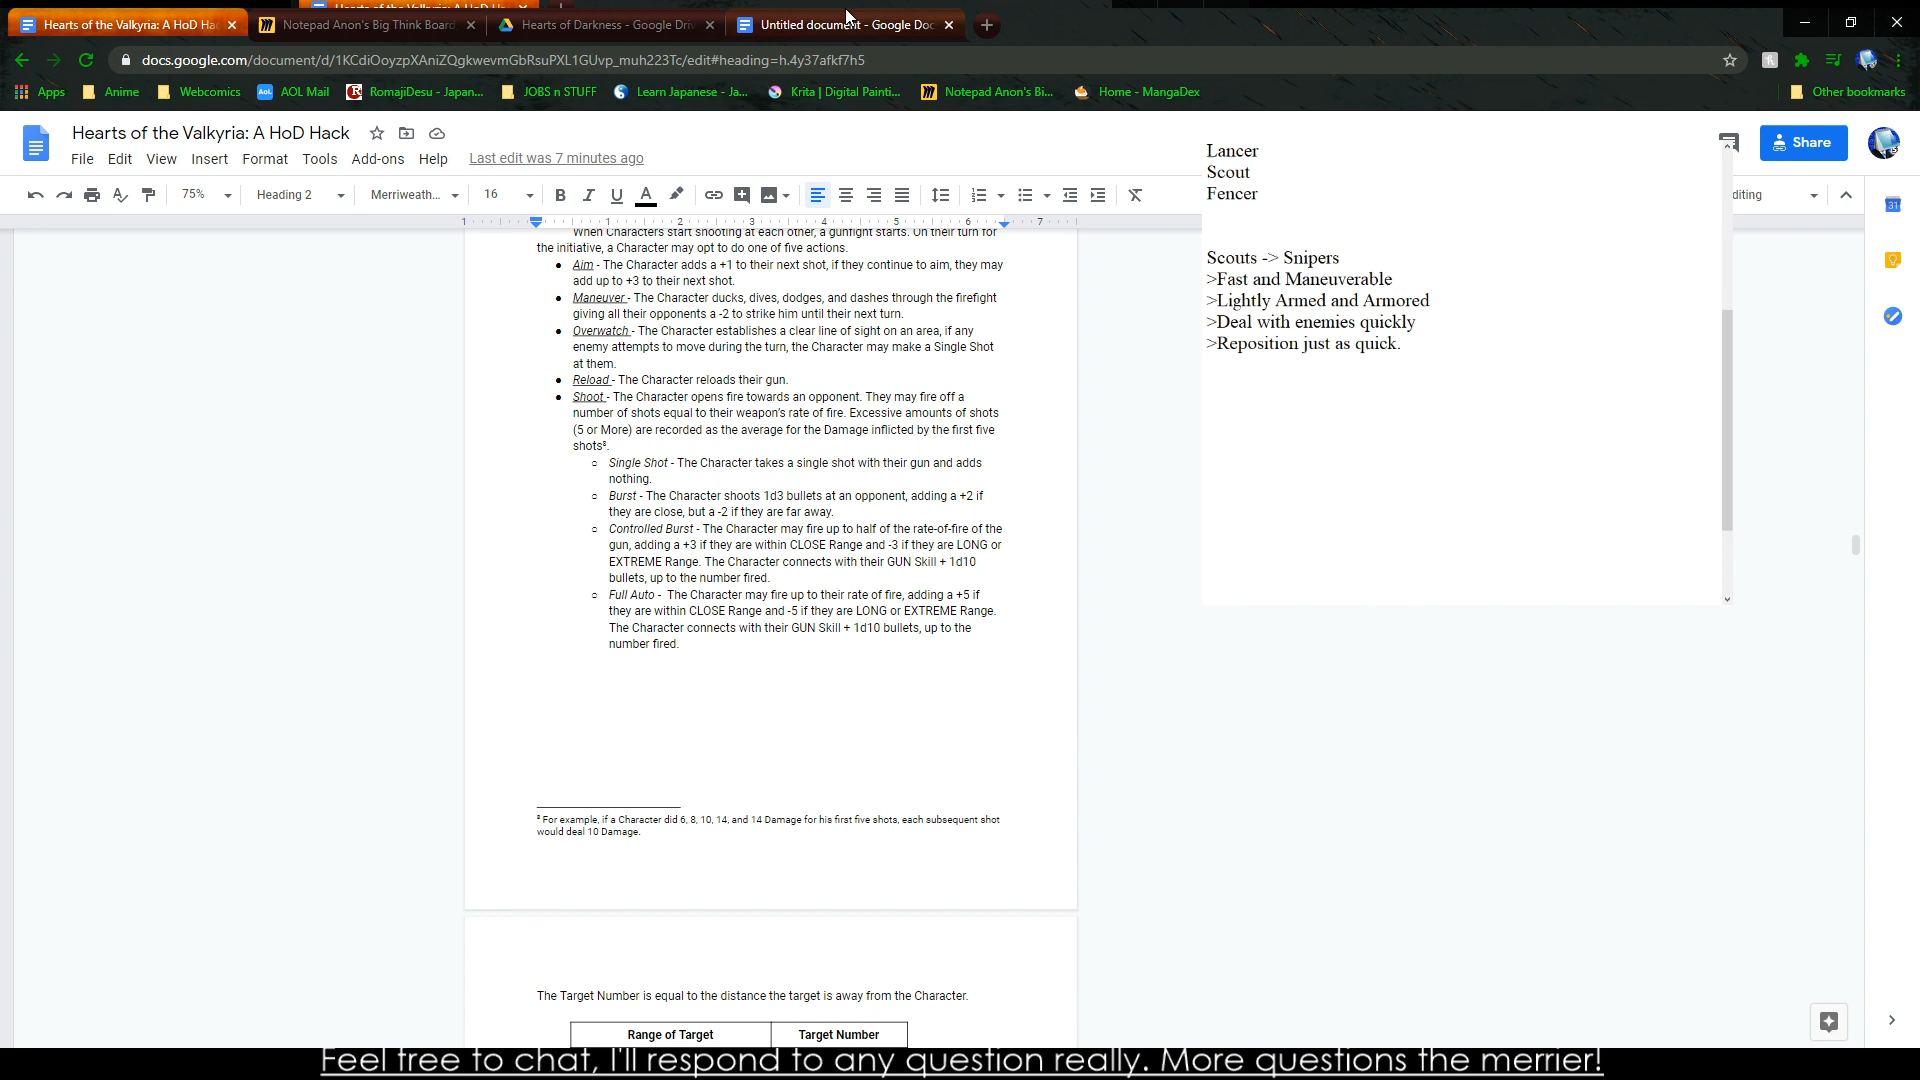 Hearts of the Valkyria: A HoD Hac
Notepad Anon's Big Think Board
Hearts of Darkness - Google Driv
Untitled document - Google Doc
docs.google.com/document/d/1KCdiOoyzpXAniZQgkwevmGbRsuPXL1GUvp_muh223Tc/edit#heading=h.4y37afkf7h5
Apps
Anime
Webcomics
AOL Mail
RomajiDesu - Japan...
JOBS n STUFF
Learn Japanese - Ja...
Krita | Digital Painti...
Notepad Anon's Bi...
Home - MangaDex
Other bookmarks
Hearts of the Valkyria: A HoD Hack
File Edit View Insert Format Tools Add-ons Help Last edit was 7 minutes ago
Share
75% Heading 2 Merriweath... 16
diting
1 1 2 3 4 5 6 7
31
When Characters start shooting at each other, a gunfight starts. On their turn for
the initiative, a Character may opt to do one of five actions.
● Aim - The Character adds a +1 to their next shot, if they continue to aim, they may
add up to +3 to their next shot.
● Maneuver - The Character ducks, dives, dodges, and dashes through the firefight
giving all their opponents a -2 to strike him until their next turn.
● Overwatch - The Character establishes a clear line of sight on an area, if any
enemy attempts to move during the turn, the Character may make a Single Shot
at them.
● Reload - The Character reloads their gun.
● Shoot - The Character opens fire towards an opponent. They may fire off a
number of shots equal to their weapon's rate of fire. Excessive amounts of shots
(5 or More) are recorded as the average for the Damage inflicted by the first five
shots⁸.
○ Single Shot - The Character takes a single shot with their gun and adds
nothing.
○ Burst - The Character shoots 1d3 bullets at an opponent, adding a +2 if
they are close, but a -2 if they are far away.
○ Controlled Burst - The Character may fire up to half of the rate-of-fire of the
gun, adding a +3 if they are within CLOSE Range and -3 if they are LONG or
EXTREME Range. The Character connects with their GUN Skill + 1d10
bullets, up to the number fired.
○ Full Auto - The Character may fire up to their rate of fire, adding a +5 if
they are within CLOSE Range and -5 if they are LONG or EXTREME Range.
The Character connects with their GUN Skill + 1d10 bullets, up to the
number fired.
⁸ For example, if a Character did 6, 8, 10, 14, and 14 Damage for his first five shots, each subsequent shot
would deal 10 Damage.
The Target Number is equal to the distance the target is away from the Character.
Range of Target Target Number
Lancer
Scout
Fencer
Scouts -> Snipers
>Fast and Maneuverable
>Lightly Armed and Armored
>Deal with enemies quickly
>Reposition just as quick.
Feel free to chat, I'll respond to any question really. More questions the merrier!